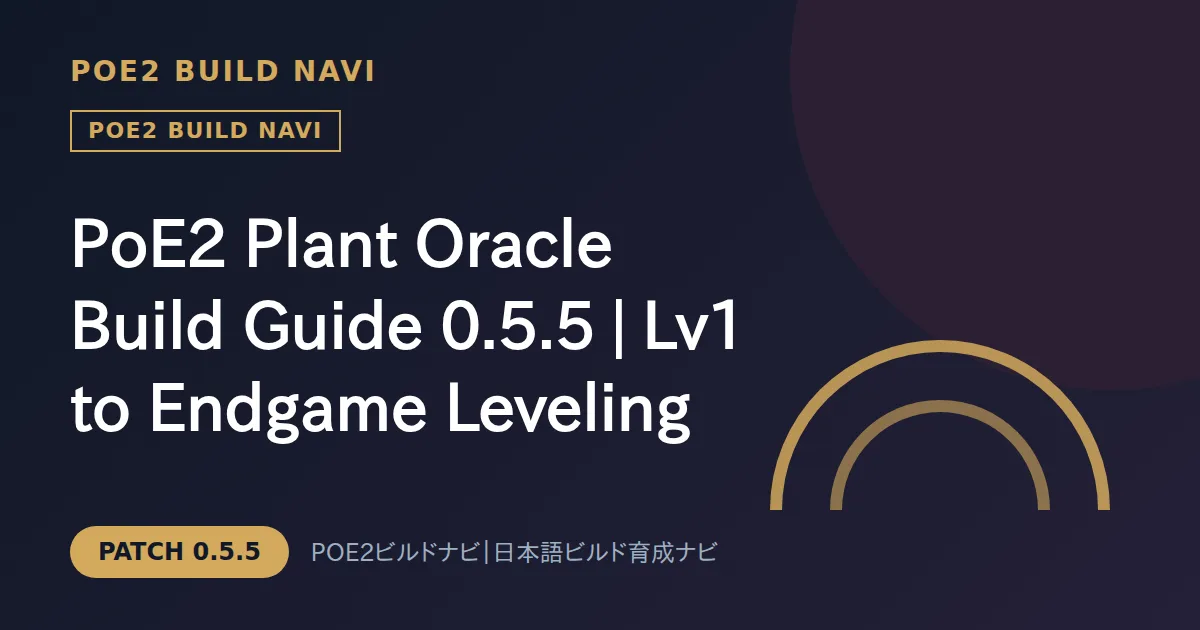 POE2 BUILD NAVI
POE2 BUILD NAVI
PoE2 Plant Oracle
Build Guide 0.5.5 | Lv1
to Endgame Leveling
PATCH 0.5.5
POE2ビルドナビ|日本語ビルド育成ナビ